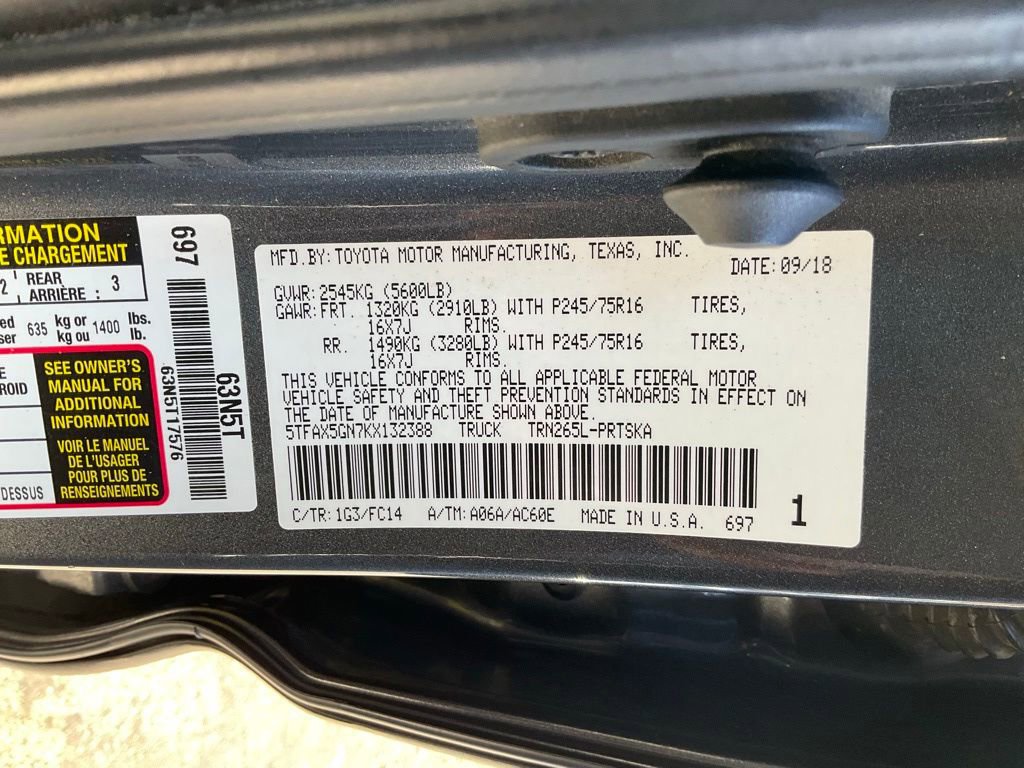 RMATION
E CHARGEMENT
2 REAR ARRIÈRE : 3
635 kg or kg ou 1400 lbs. lb.
SEE OWNER'S
MANUAL FOR
ADDITIONAL
INFORMATION
VOIR LE MANUEL
DE L'USAGER
POUR PLUS DE
RENSEIGNEMENTS
DESSUS
697
63N5T17576
63N5T
MFD.BY:TOYOTA MOTOR MANUFACTURING, TEXAS, INC.
DATE:09/18
GVWR:2545KG (5600LB)
GAWR:FRT. 1320KG (2910LB) WITH P245/75R16 TIRES,
16X7J RIMS.
RR. 1490KG (3280LB) WITH P245/75R16 TIRES,
16X7J RIMS.
THIS VEHICLE CONFORMS TO ALL APPLICABLE FEDERAL MOTOR
VEHICLE SAFETY AND THEFT PREVENTION STANDARDS IN EFFECT ON
THE DATE OF MANUFACTURE SHOWN ABOVE.
5TFAX5GN7KX132388 TRUCK TRN265L-PRTSKA
C/TR:1G3/FC14 A/TM:A06A/AC60E MADE IN U.S.A. 697
1